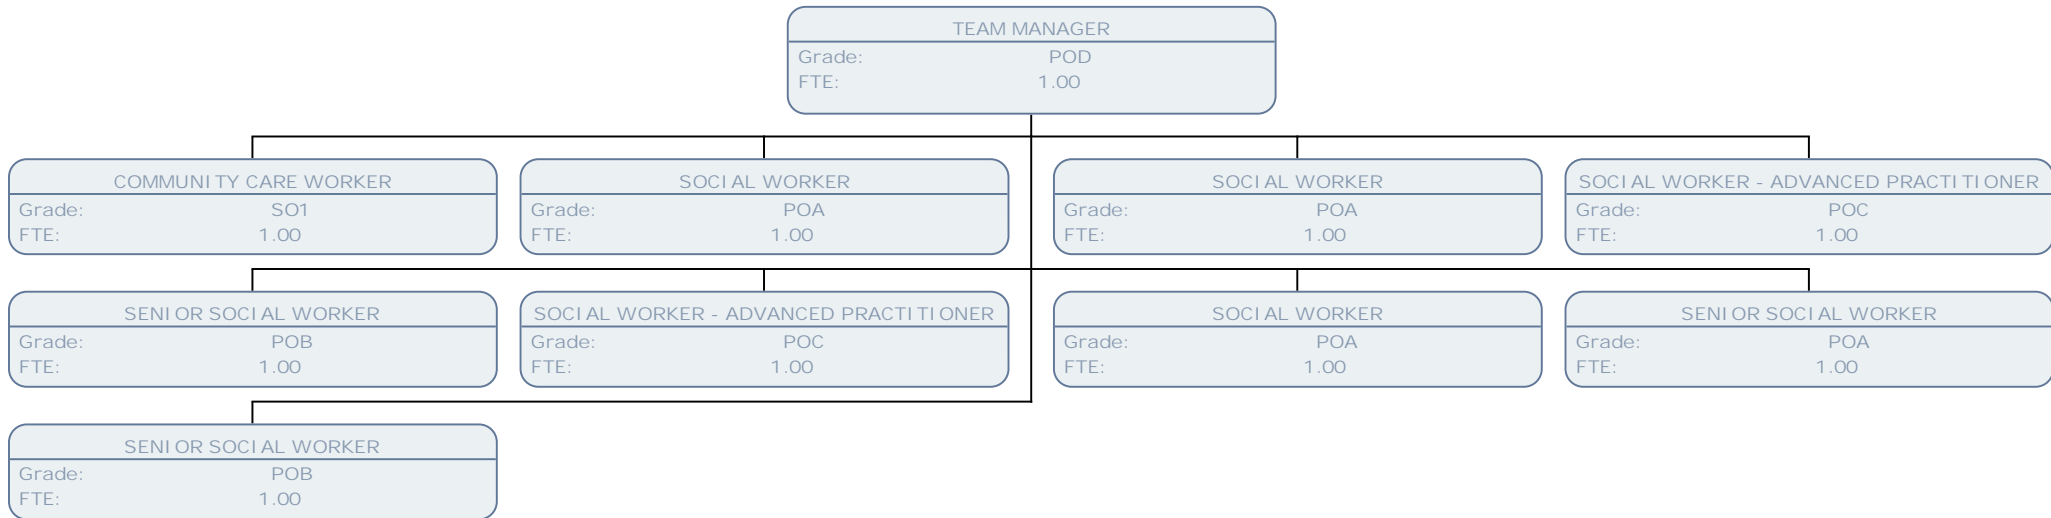 TEAM MANAGER
Grade: POD
FTE: 1.00
COMMUNITY CARE WORKER
Grade: SO1
FTE: 1.00
SOCIAL WORKER
Grade: POA
FTE: 1.00
SOCIAL WORKER
Grade: POA
FTE: 1.00
SOCIAL WORKER - ADVANCED PRACTITIONER
Grade: POC
FTE: 1.00
SENIOR SOCIAL WORKER
Grade: POB
FTE: 1.00
SOCIAL WORKER - ADVANCED PRACTITIONER
Grade: POC
FTE: 1.00
SOCIAL WORKER
Grade: POA
FTE: 1.00
SENIOR SOCIAL WORKER
Grade: POA
FTE: 1.00
SENIOR SOCIAL WORKER
Grade: POB
FTE: 1.00